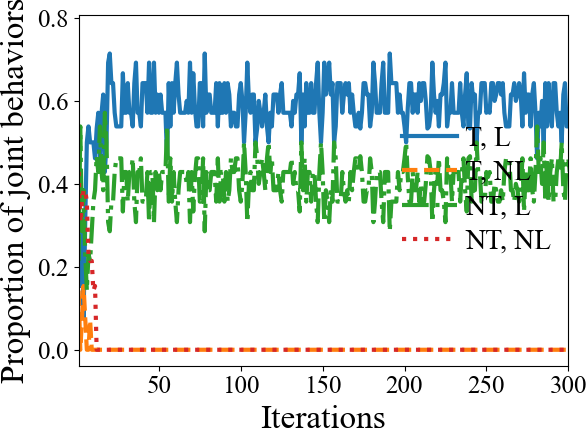 Proportion of joint behaviors
0.8
0.6
0.4
0.2
0.0
T, L
T, NL
NT, L
NT, NL
50
100
150
200
250
300
Iterations